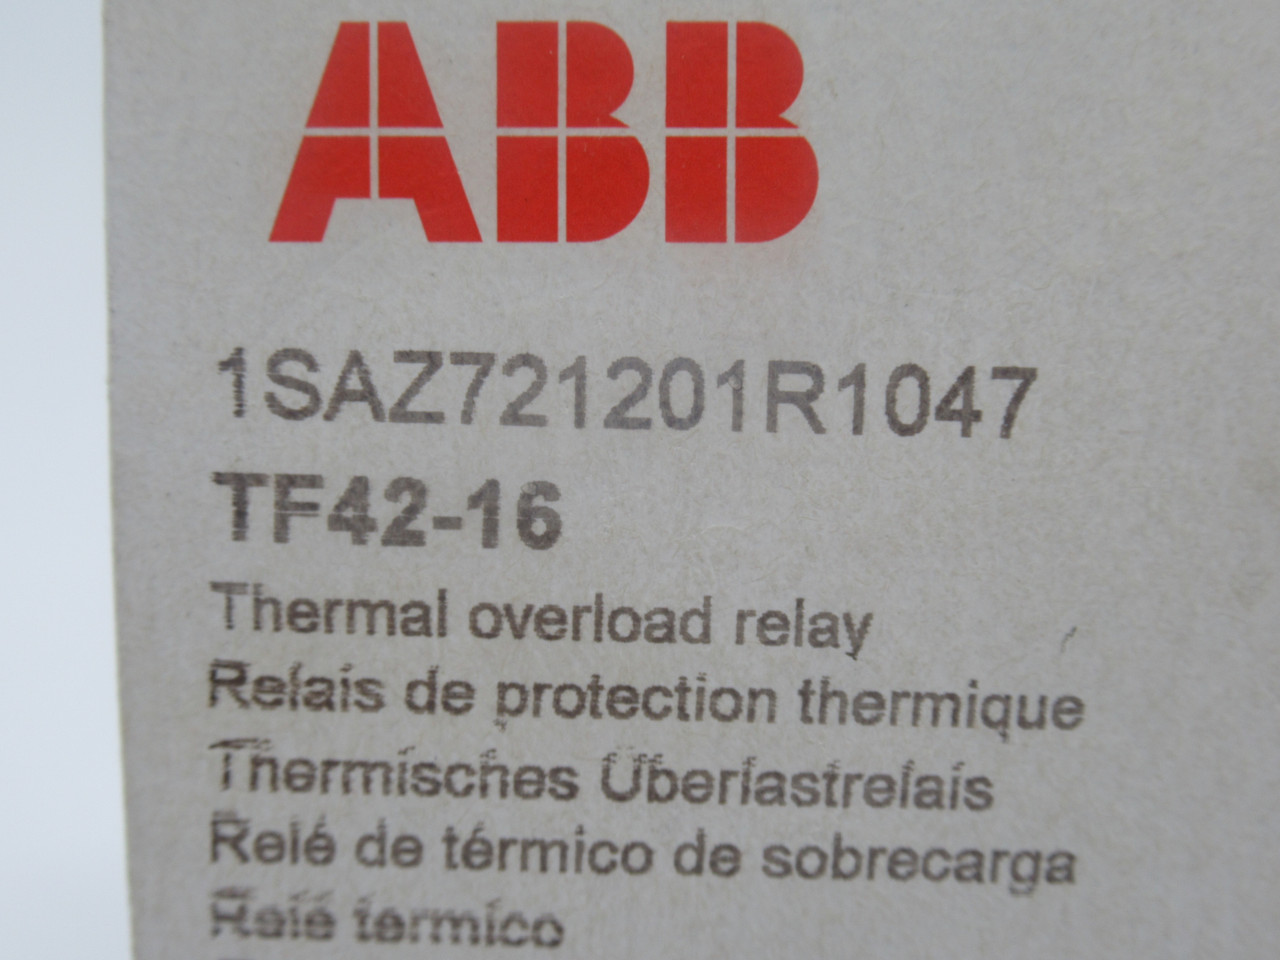 ABB
1SAZ721201R1047
TF42-16
Thermal overload relay
Relais de protection thermique
Thermisches Überlastrelais
Relé de térmico de sobrecarga
Relé termico